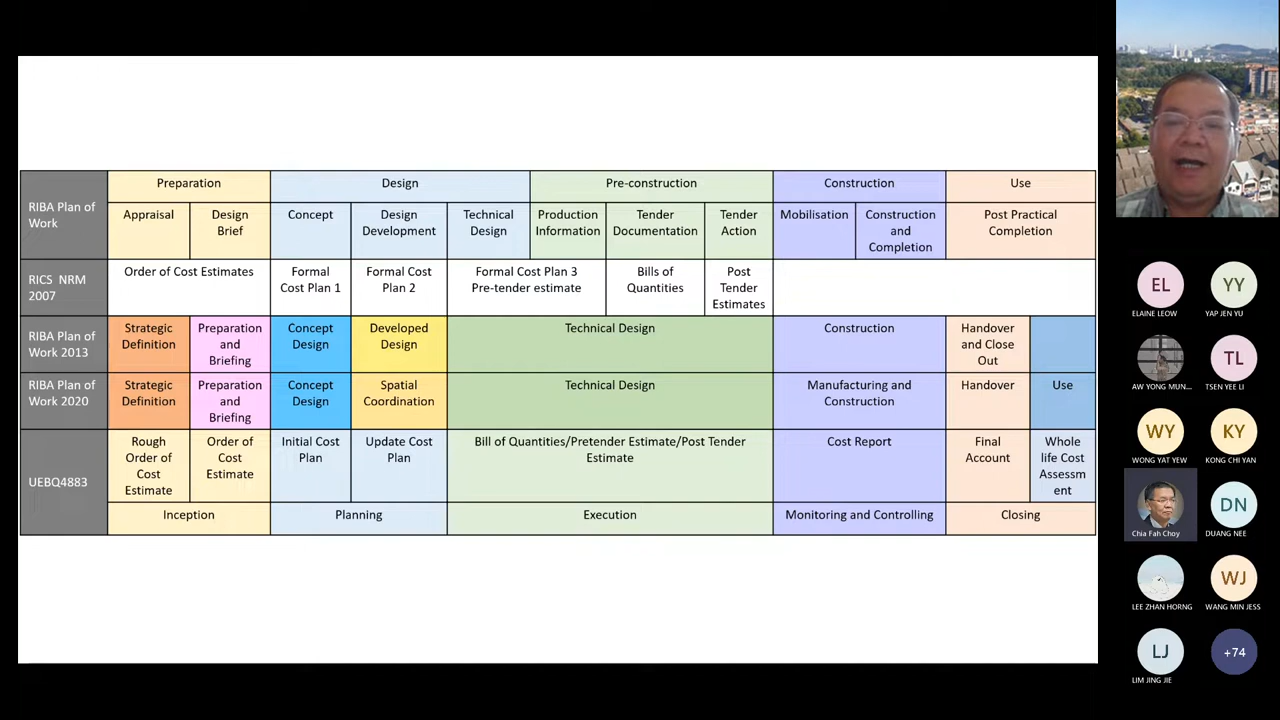 Preparation
Design
Pre-construction
Construction
Use
RIBA Plan of
Work
Appraisal
Design
Brief
Concept
Design
Development
Technical
Design
Production
Information
Tender
Documentation
Tender
Action
Mobilisation
Construction
and
Completion
Post Practical
Completion
RICS NRM
2007
Order of Cost Estimates
Formal
Cost Plan 1
Formal Cost
Plan 2
Formal Cost Plan 3
Pre-tender estimate
Bills of
Quantities
Post
Tender
Estimates
RIBA Plan of
Work 2013
Strategic
Definition
Preparation
and
Briefing
Concept
Design
Developed
Design
Technical Design
Construction
Handover
and Close
Out
RIBA Plan of
Work 2020
Strategic
Definition
Preparation
and
Briefing
Concept
Design
Spatial
Coordination
Technical Design
Manufacturing and
Construction
Handover
Use
UEBQ4883
Rough
Order of
Cost
Estimate
Order of
Cost
Estimate
Initial Cost
Plan
Update Cost
Plan
Bill of Quantities/Pretender Estimate/Post Tender
Estimate
Cost Report
Final
Account
Whole
life Cost
Assessm
ent
Inception
Planning
Execution
Monitoring and Controlling
Closing
EL
ELAINE LEOW
YY
YAP JEN YU
AW YONG MUN...
TL
TSEN YEE LI
WY
WONG YAT YEW
KY
KONG CHI YAN
Chia Fah Choy
DN
DUANG NEE
LEE ZHAN HORNG
WJ
WANG MIN JESS
LJ
LIM JING JIE
+74